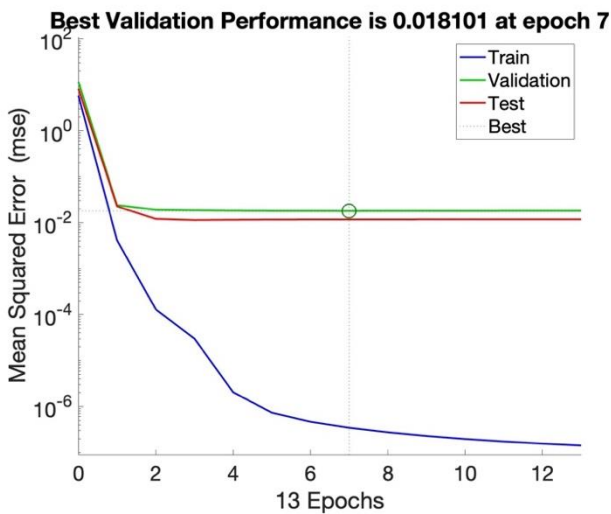 Best Validation Performance is 0.018101 at epoch 7
Mean Squared Error  (mse)
10^2
10^0
10^-2
10^-4
10^-6
Train
Validation
Test
Best
0 2 4 6 8 10 12
13 Epochs